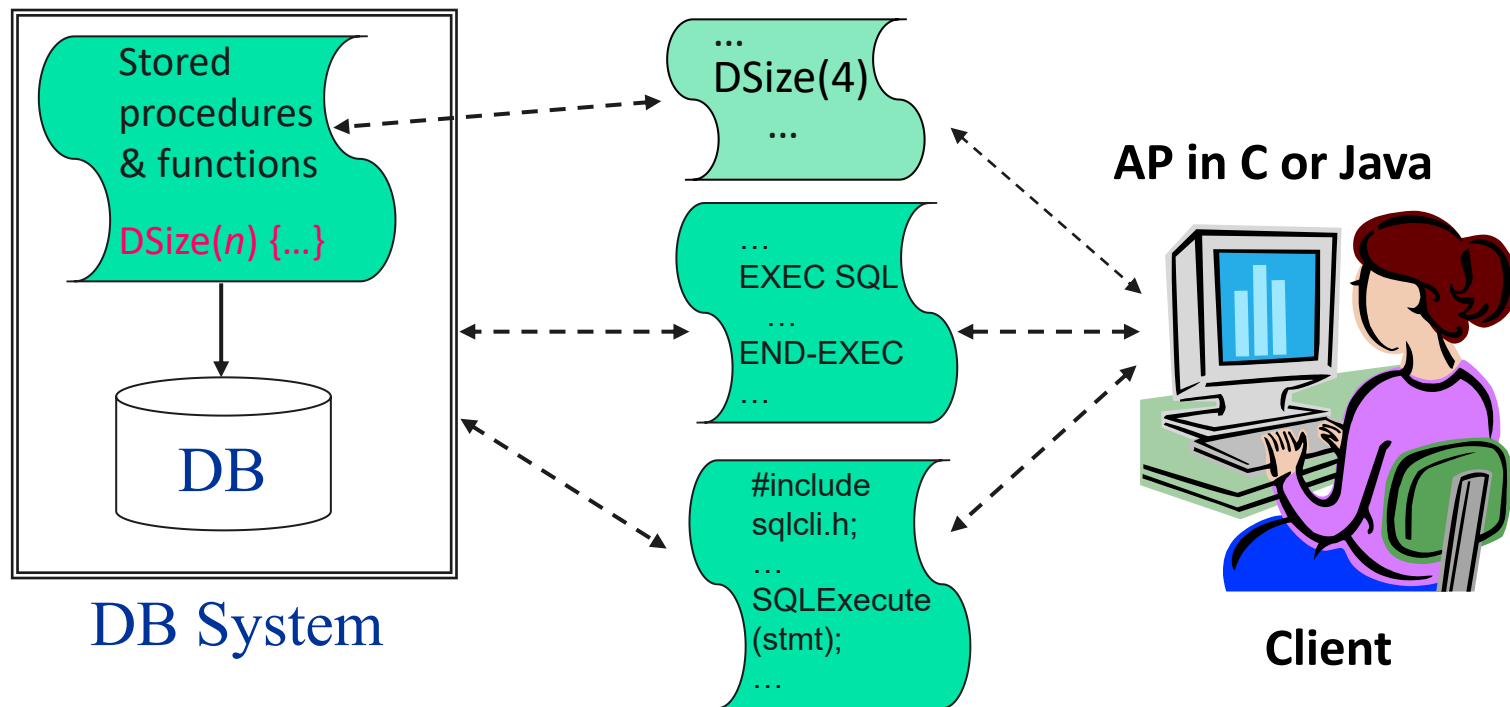 Stored
procedures
& functions
DSize(n) {…}
DB
DB System
…
DSize(4)
…
…
EXEC SQL
…
END-EXEC
…
#include
sqlcli.h;
…
SQLExecute
(stmt);
…
AP in C or Java
Client